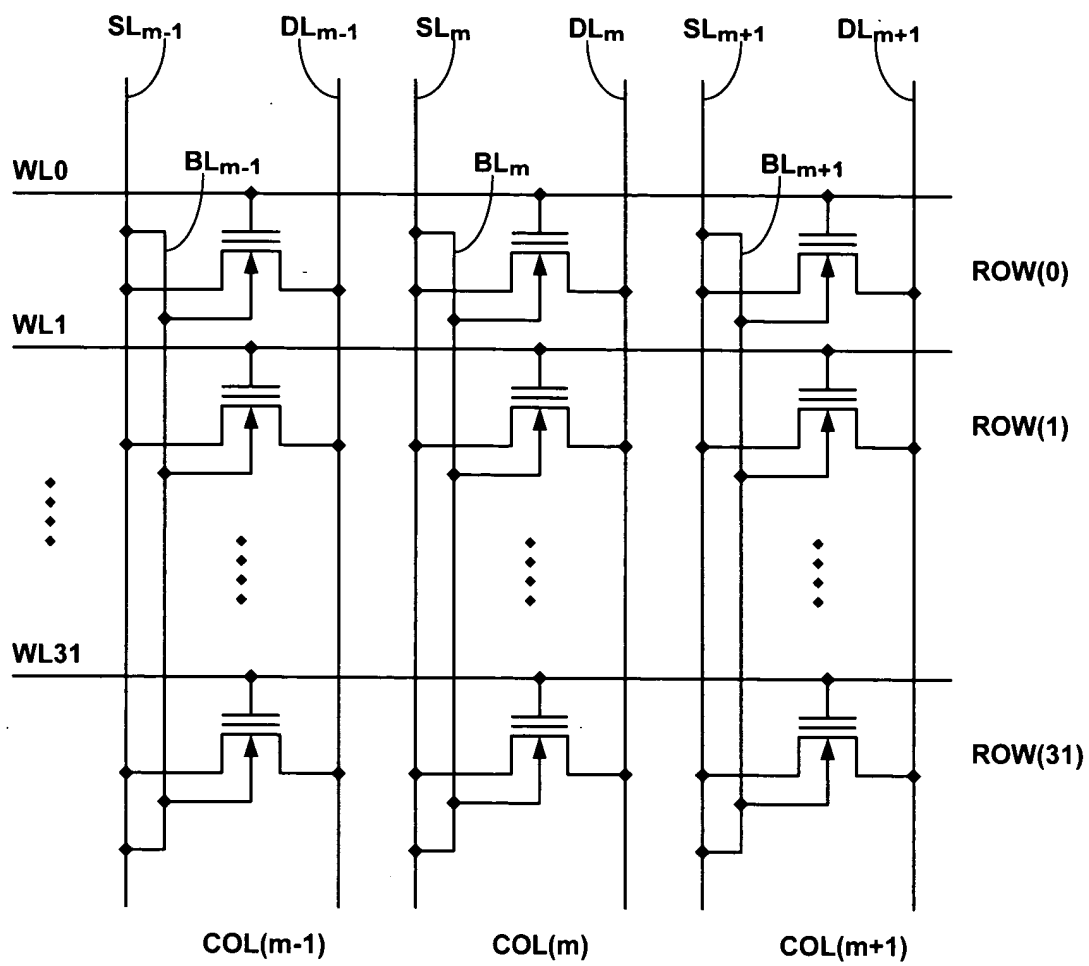 SLm-1 DLm-1 SLm DLm SLm+1 DLm+1
WL0 BLm-1 BLm BLm+1
ROW(0)
WL1
ROW(1)
WL31
ROW(31)
COL(m-1) COL(m) COL(m+1)